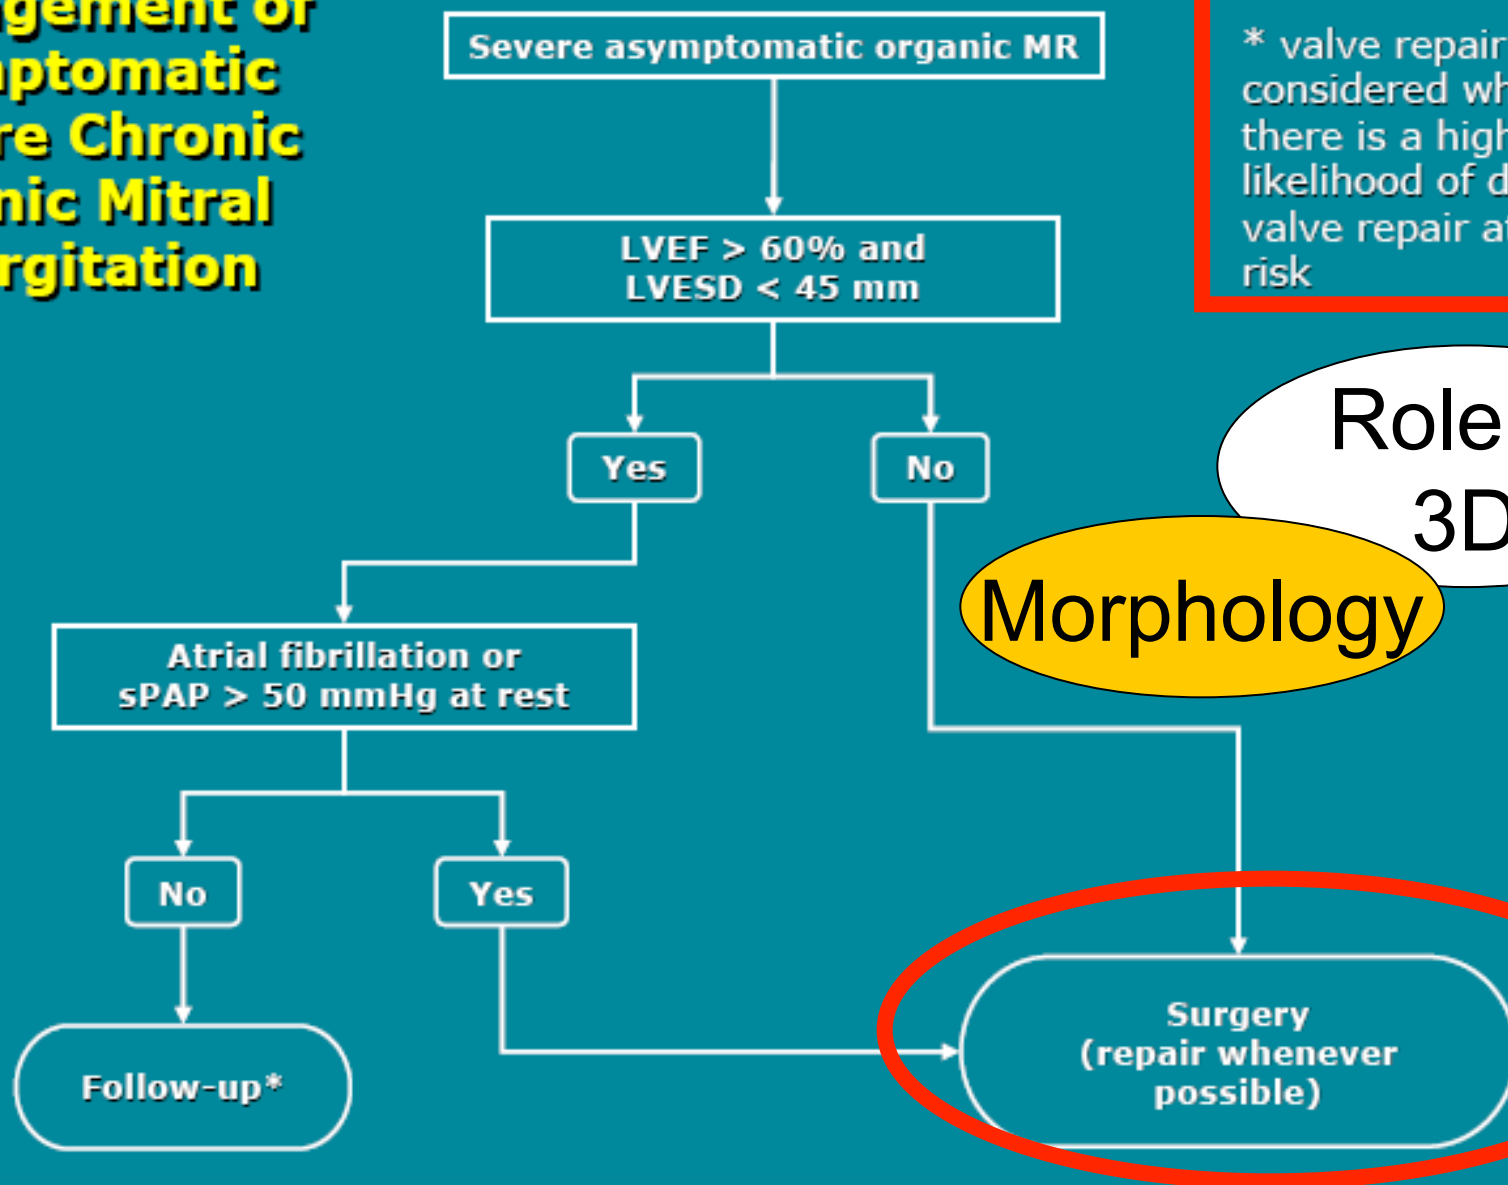 gement of
ptomatic
re Chronic
nic Mitral
rgitation
Severe asymptomatic organic MR
* valve repair
considered wh
there is a high
likelihood of d
valve repair at
risk
LVEF > 60% and
LVESD < 45 mm
Yes
No
Role
3D
Morphology
Atrial fibrillation or
sPAP > 50 mmHg at rest
No
Yes
Follow-up*
Surgery
(repair whenever
possible)